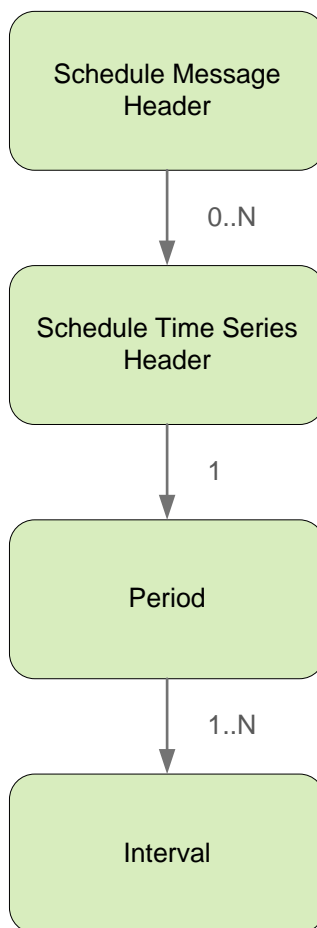 Schedule Message
Header
0..N
Schedule Time Series
Header
1
Period
1..N
Interval